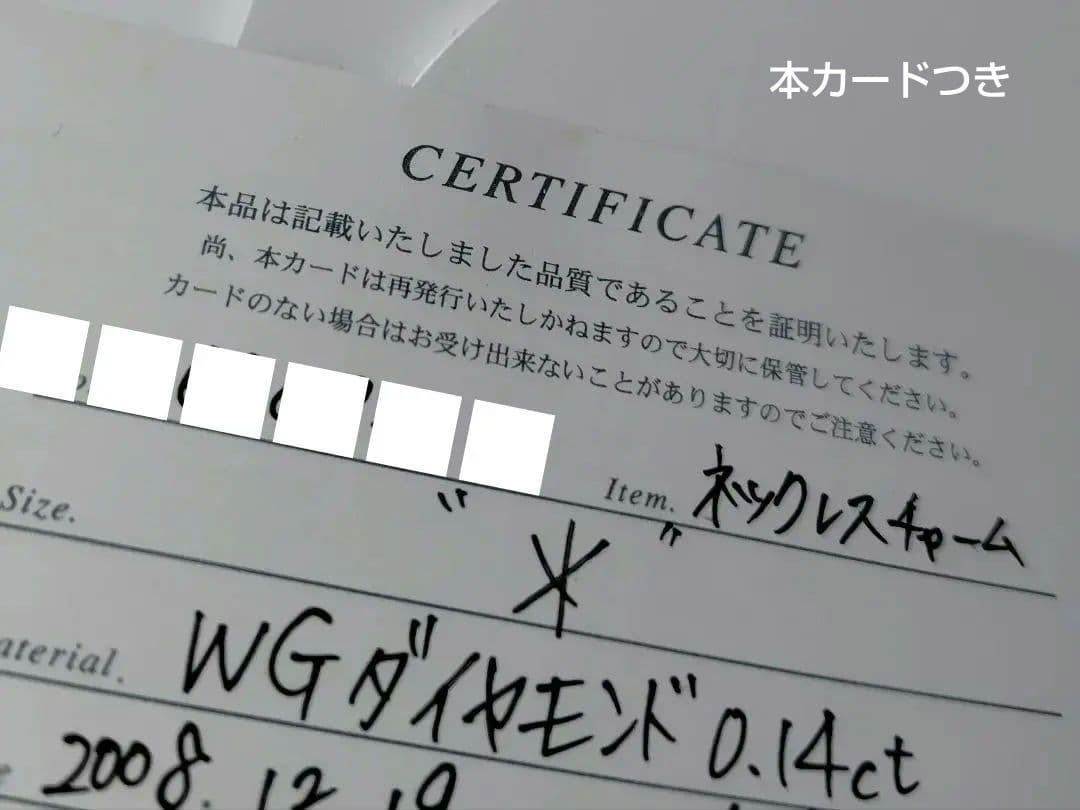 本カードつき
CERTIFICATE
本品は記載いたしました品質であることを証明いたします。
尚、本カードは再発行いたしかねますので大切に保管してください。
カードのない場合はお受け出来ないことがありますのでご注意ください。
Item. ネックレスチャーム
Size. "米"
aterial. WGダイヤモンド 0.14ct
2008.12.19